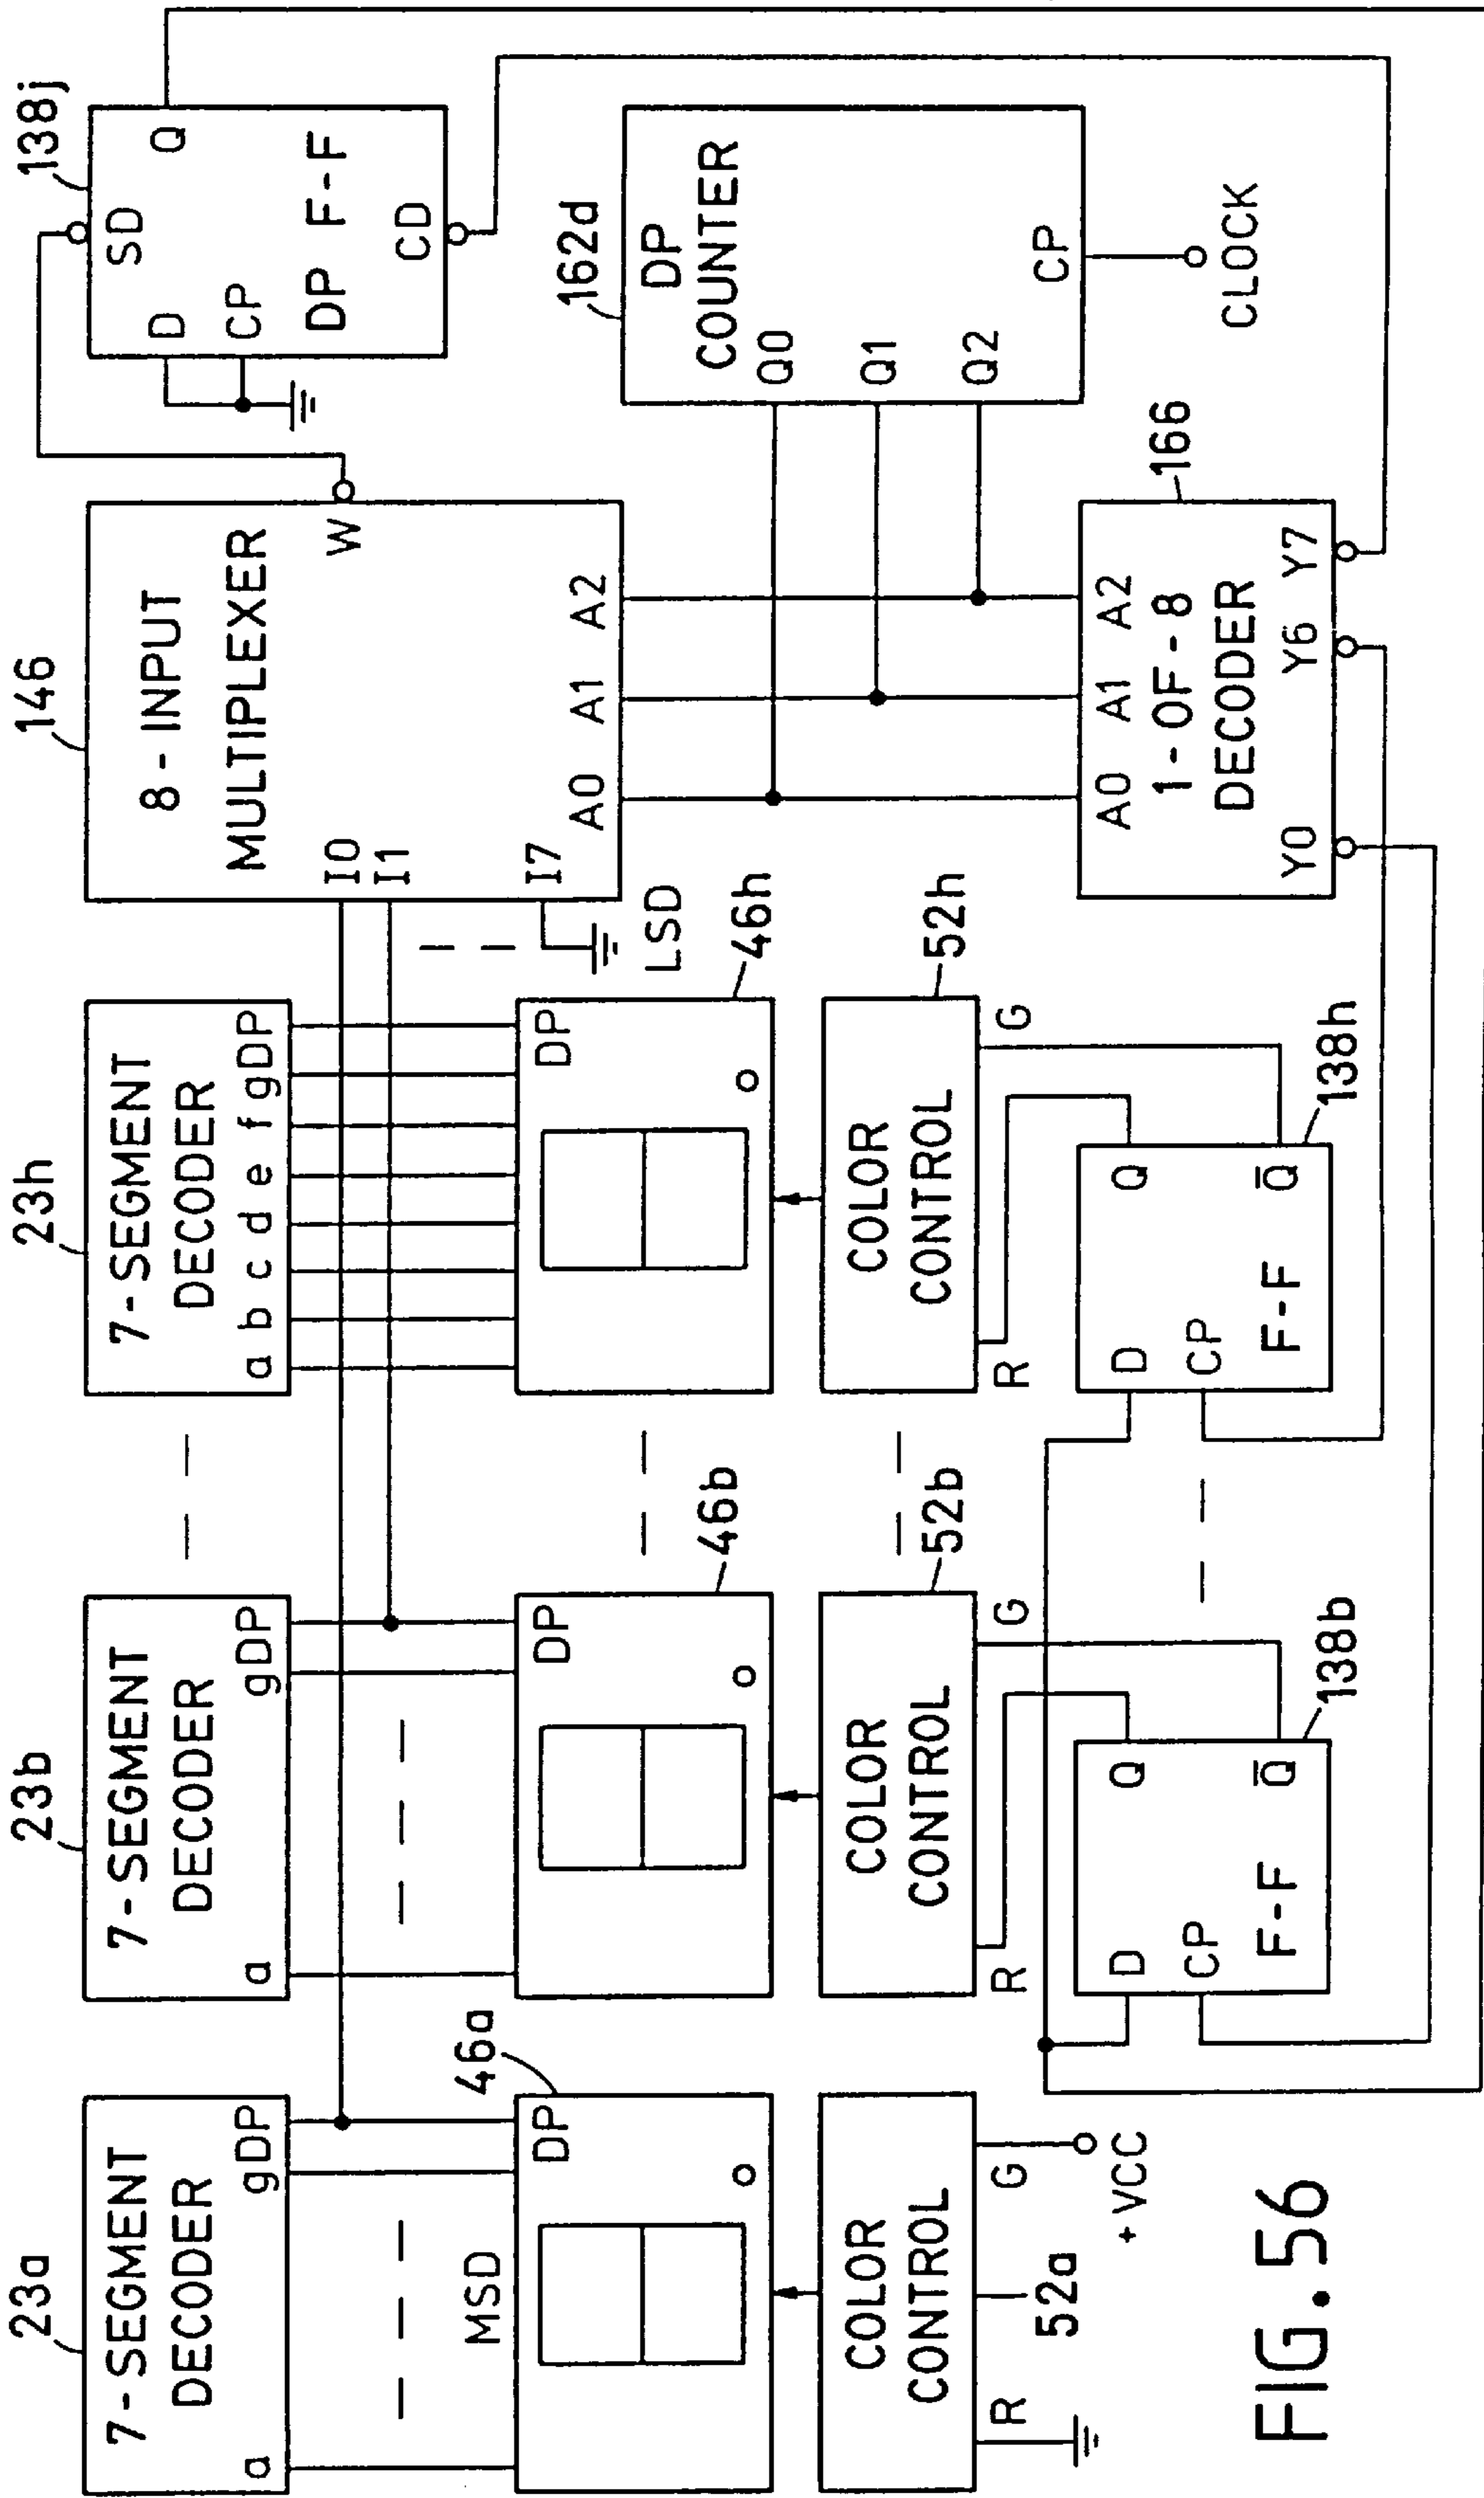 23a
7-SEGMENT
DECODER
a
gDP
23b
7-SEGMENT
DECODER
a
gDP
23h
7-SEGMENT
DECODER
a b c d e f gDP
146
8-INPUT
MULTIPLEXER
I0
I1
I7
W
A0 A1 A2
138j
SD
D
Q
CP
DP F-F
CD
MSD
46a
DP
46b
DP
LSD
46h
DP
162d
DP
COUNTER
Q0
Q1
Q2
CP
CLOCK
COLOR
CONTROL
R
52a
G
+VCC
COLOR
CONTROL
52b
R
G
COLOR
CONTROL
52h
R
G
D
Q
CP
F-F
Q̅
138b
D
Q
CP
F-F
Q̅
138h
166
A0 A1 A2
1-OF-8
DECODER
Y0 Y6 Y7
FIG.56